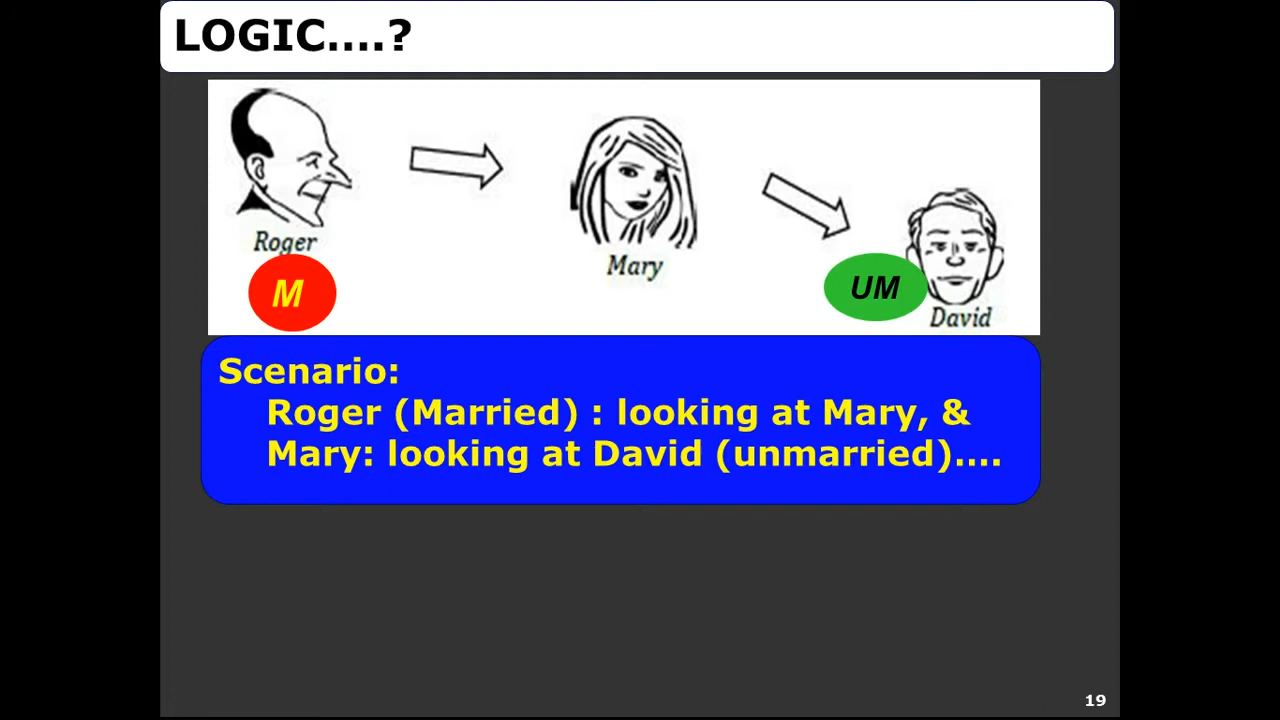 LOGIC....?
Roger
Mary
David
M
UM
Scenario:
Roger (Married) : looking at Mary, &
Mary: looking at David (unmarried)....
19